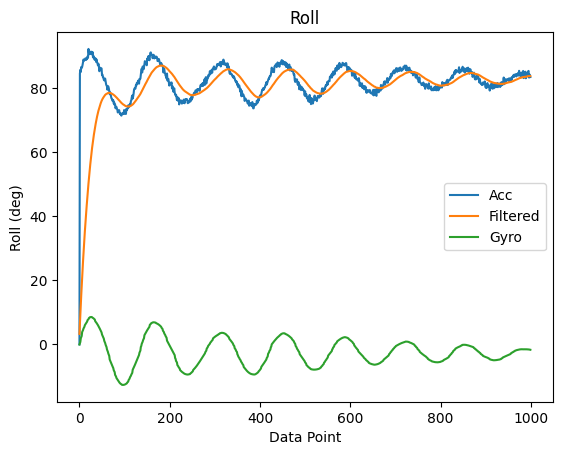 Roll
Roll (deg)
80
60
40
20
0
Acc
Filtered
Gyro
0 200 400 600 800 1000
Data Point